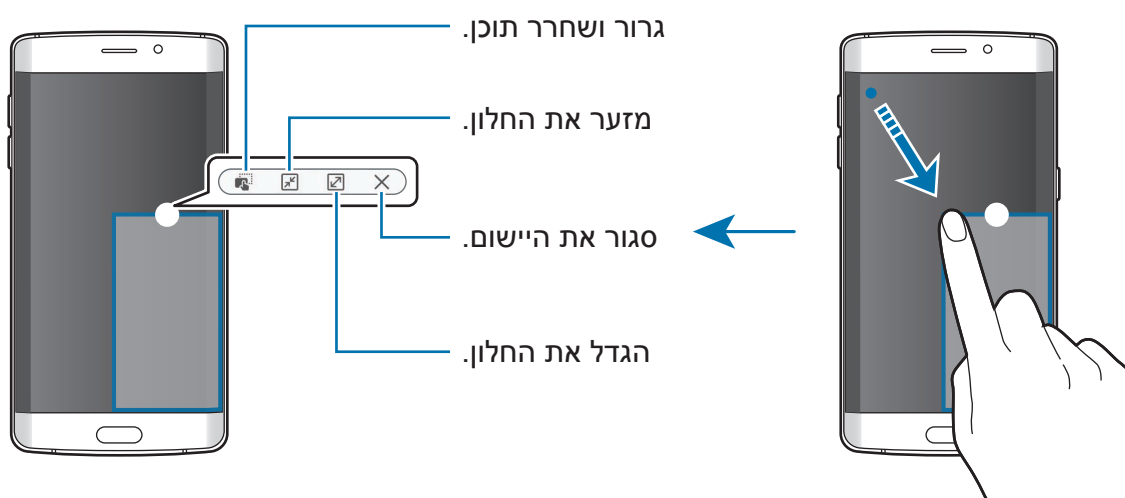 גרור ושחרר תוכן.
מזער את החלון.
סגור את היישום.
הגדל את החלון.